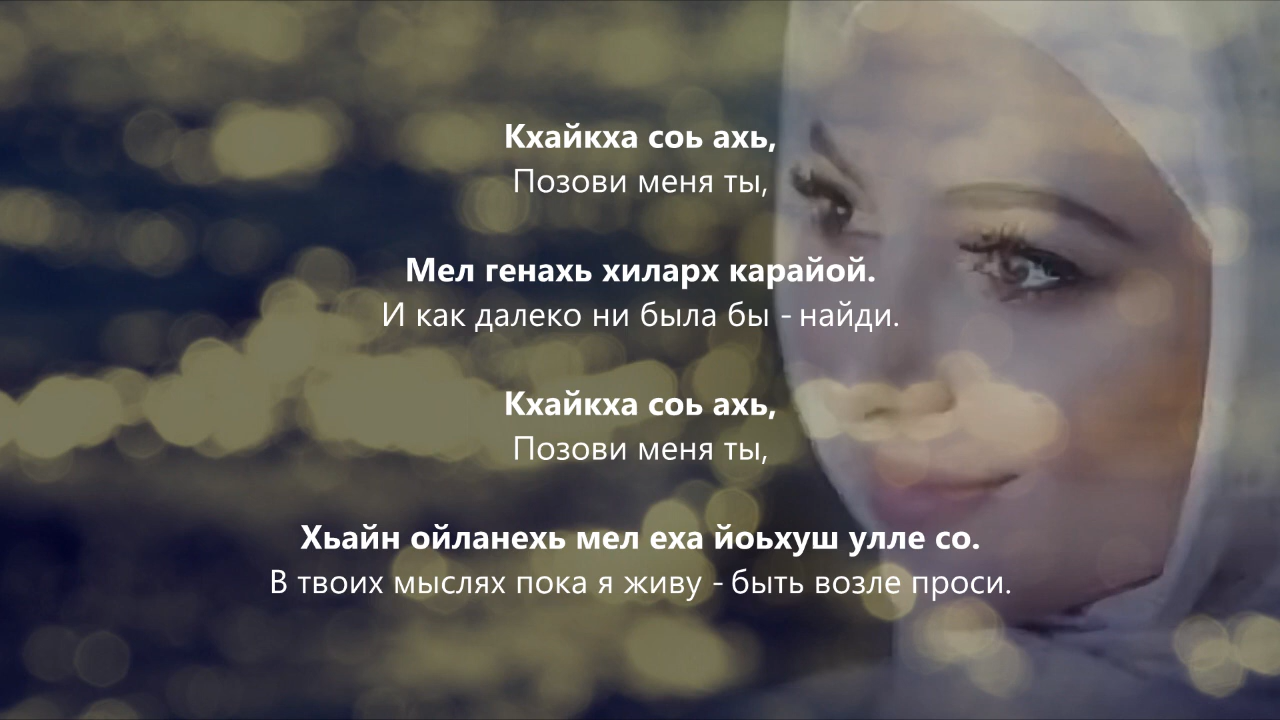 Кхайкха соь ахь,
Позови меня ты,
Мел генахь хиларх карайой.
И как далеко ни была бы - найди.
Кхайкха соь ахь,
Позови меня ты,
Хьайн ойланехь мел еха йоьхуш улле со.
В твоих мыслях пока я живу - быть возле проси.